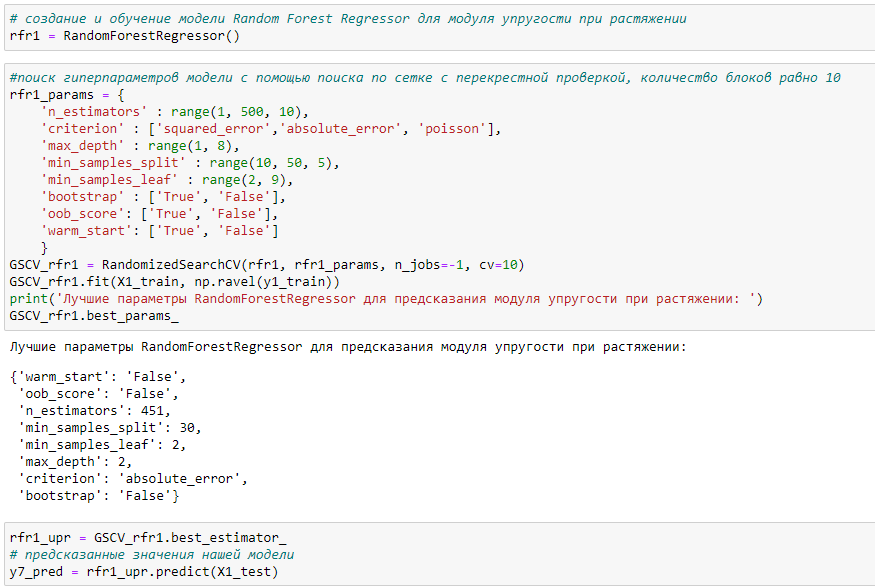 # создание и обучение модели Random Forest Regressor для модуля упругости при растяжении
rfr1 = RandomForestRegressor()
#поиск гиперпараметров модели с помощью поиска по сетке с перекрестной проверкой, количество блоков равно 10
rfr1_params = {
    'n_estimators' : range(1, 500, 10),
    'criterion' : ['squared_error','absolute_error', 'poisson'],
    'max_depth' : range(1, 8),
    'min_samples_split' : range(10, 50, 5),
    'min_samples_leaf' : range(2, 9),
    'bootstrap' : ['True', 'False'],
    'oob_score': ['True', 'False'],
    'warm_start': ['True', 'False']
    }
GSCV_rfr1 = RandomizedSearchCV(rfr1, rfr1_params, n_jobs=-1, cv=10)
GSCV_rfr1.fit(X1_train, np.ravel(y1_train))
print('Лучшие параметры RandomForestRegressor для предсказания модуля упругости при растяжении: ')
GSCV_rfr1.best_params_
Лучшие параметры RandomForestRegressor для предсказания модуля упругости при растяжении:
{'warm_start': 'False',
 'oob_score': 'False',
 'n_estimators': 451,
 'min_samples_split': 30,
 'min_samples_leaf': 2,
 'max_depth': 2,
 'criterion': 'absolute_error',
 'bootstrap': 'False'}
rfr1_upr = GSCV_rfr1.best_estimator_
# предсказанные значения нашей модели
y7_pred = rfr1_upr.predict(X1_test)